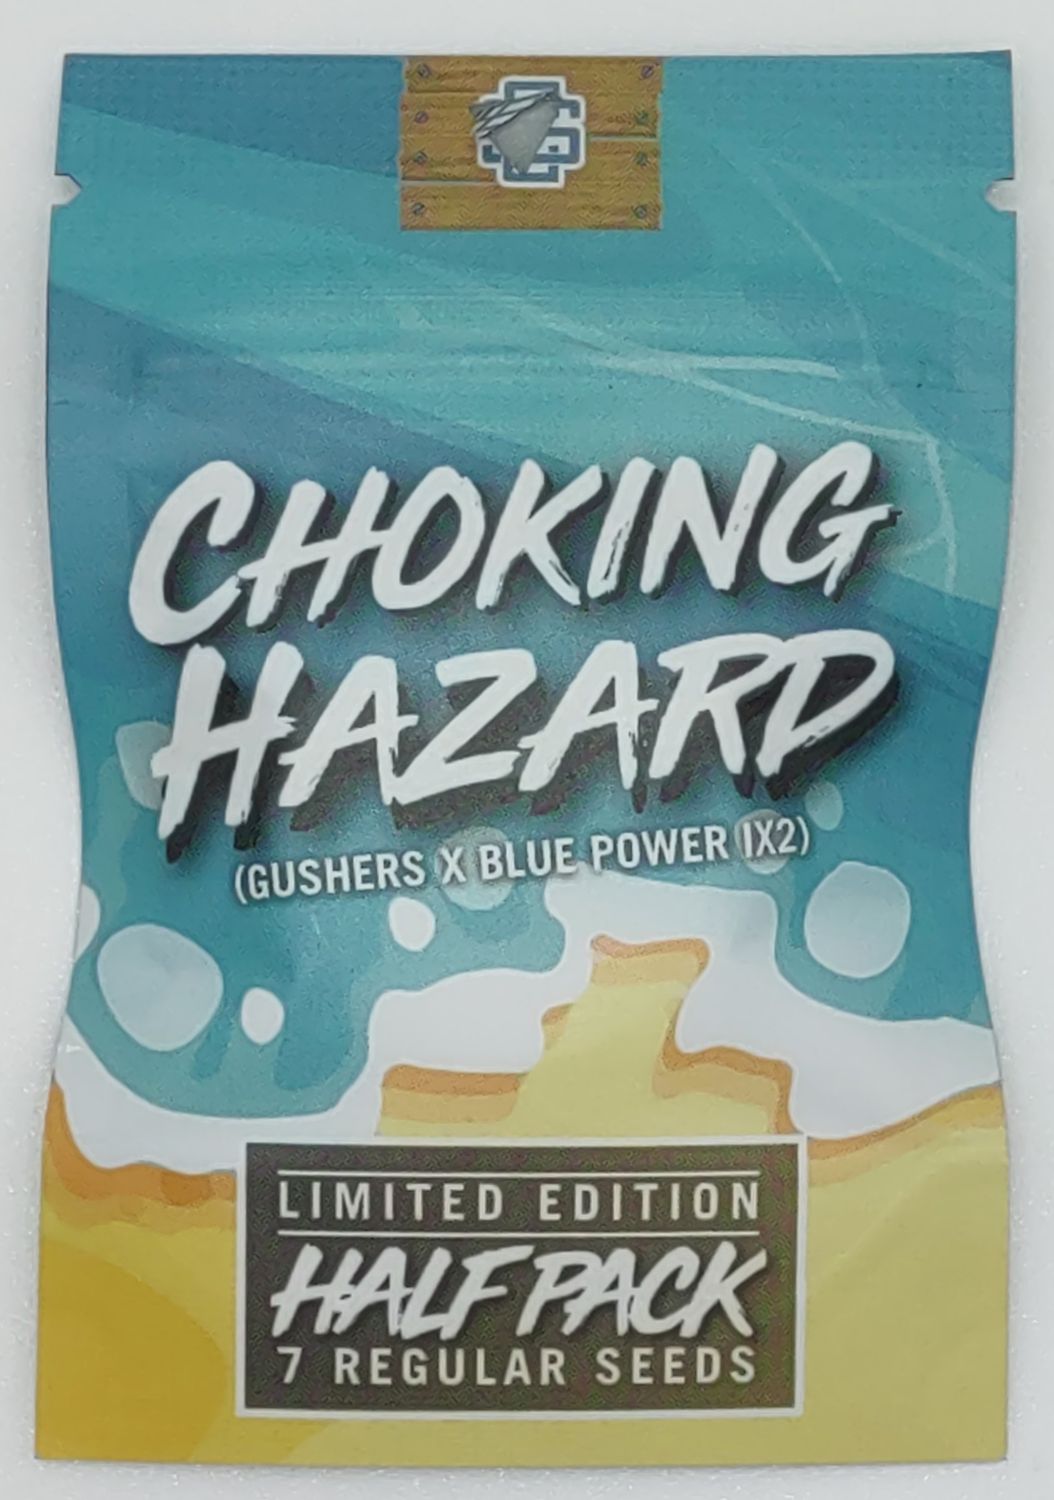 CHOKING
HAZARD
(GUSHERS X BLUE POWER IX2)
LIMITED EDITION
HALF PACK
7 REGULAR SEEDS